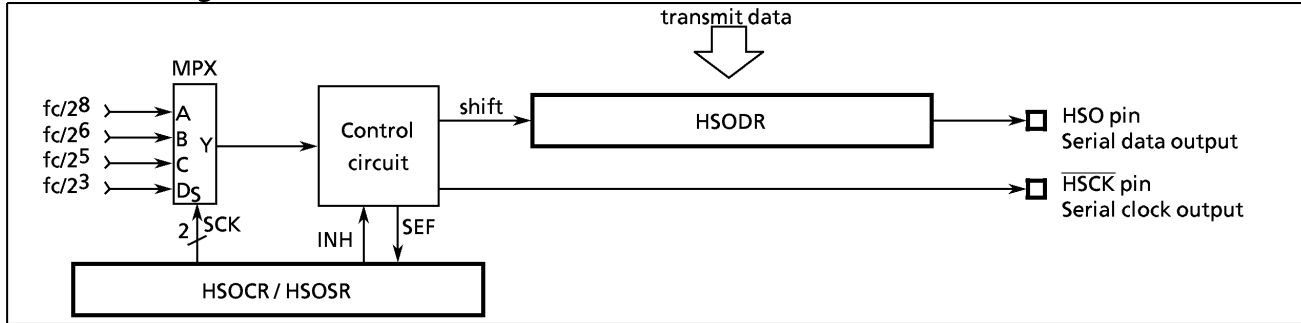 transmit data
MPX
fc/2⁸
A
fc/2⁶
B
Y
fc/2⁵
C
fc/2³
D
S
Control
circuit
shift
HSODR
HSO pin
Serial data output
H̅S̅C̅K̅ pin
Serial clock output
2
SCK
INH
SEF
HSOCR / HSOSR